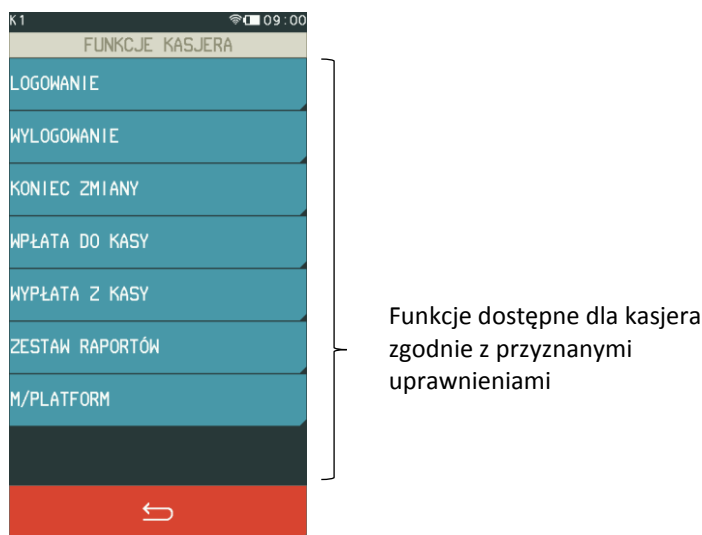 K1 09:00
FUNKCJE KASJERA
LOGOWANIE
WYLOGOWANIE
KONIEC ZMIANY
WPŁATA DO KASY
WYPŁATA Z KASY
ZESTAW RAPORTÓW
M/PLATFORM
Funkcje dostępne dla kasjera
zgodnie z przyznanymi
uprawnieniami